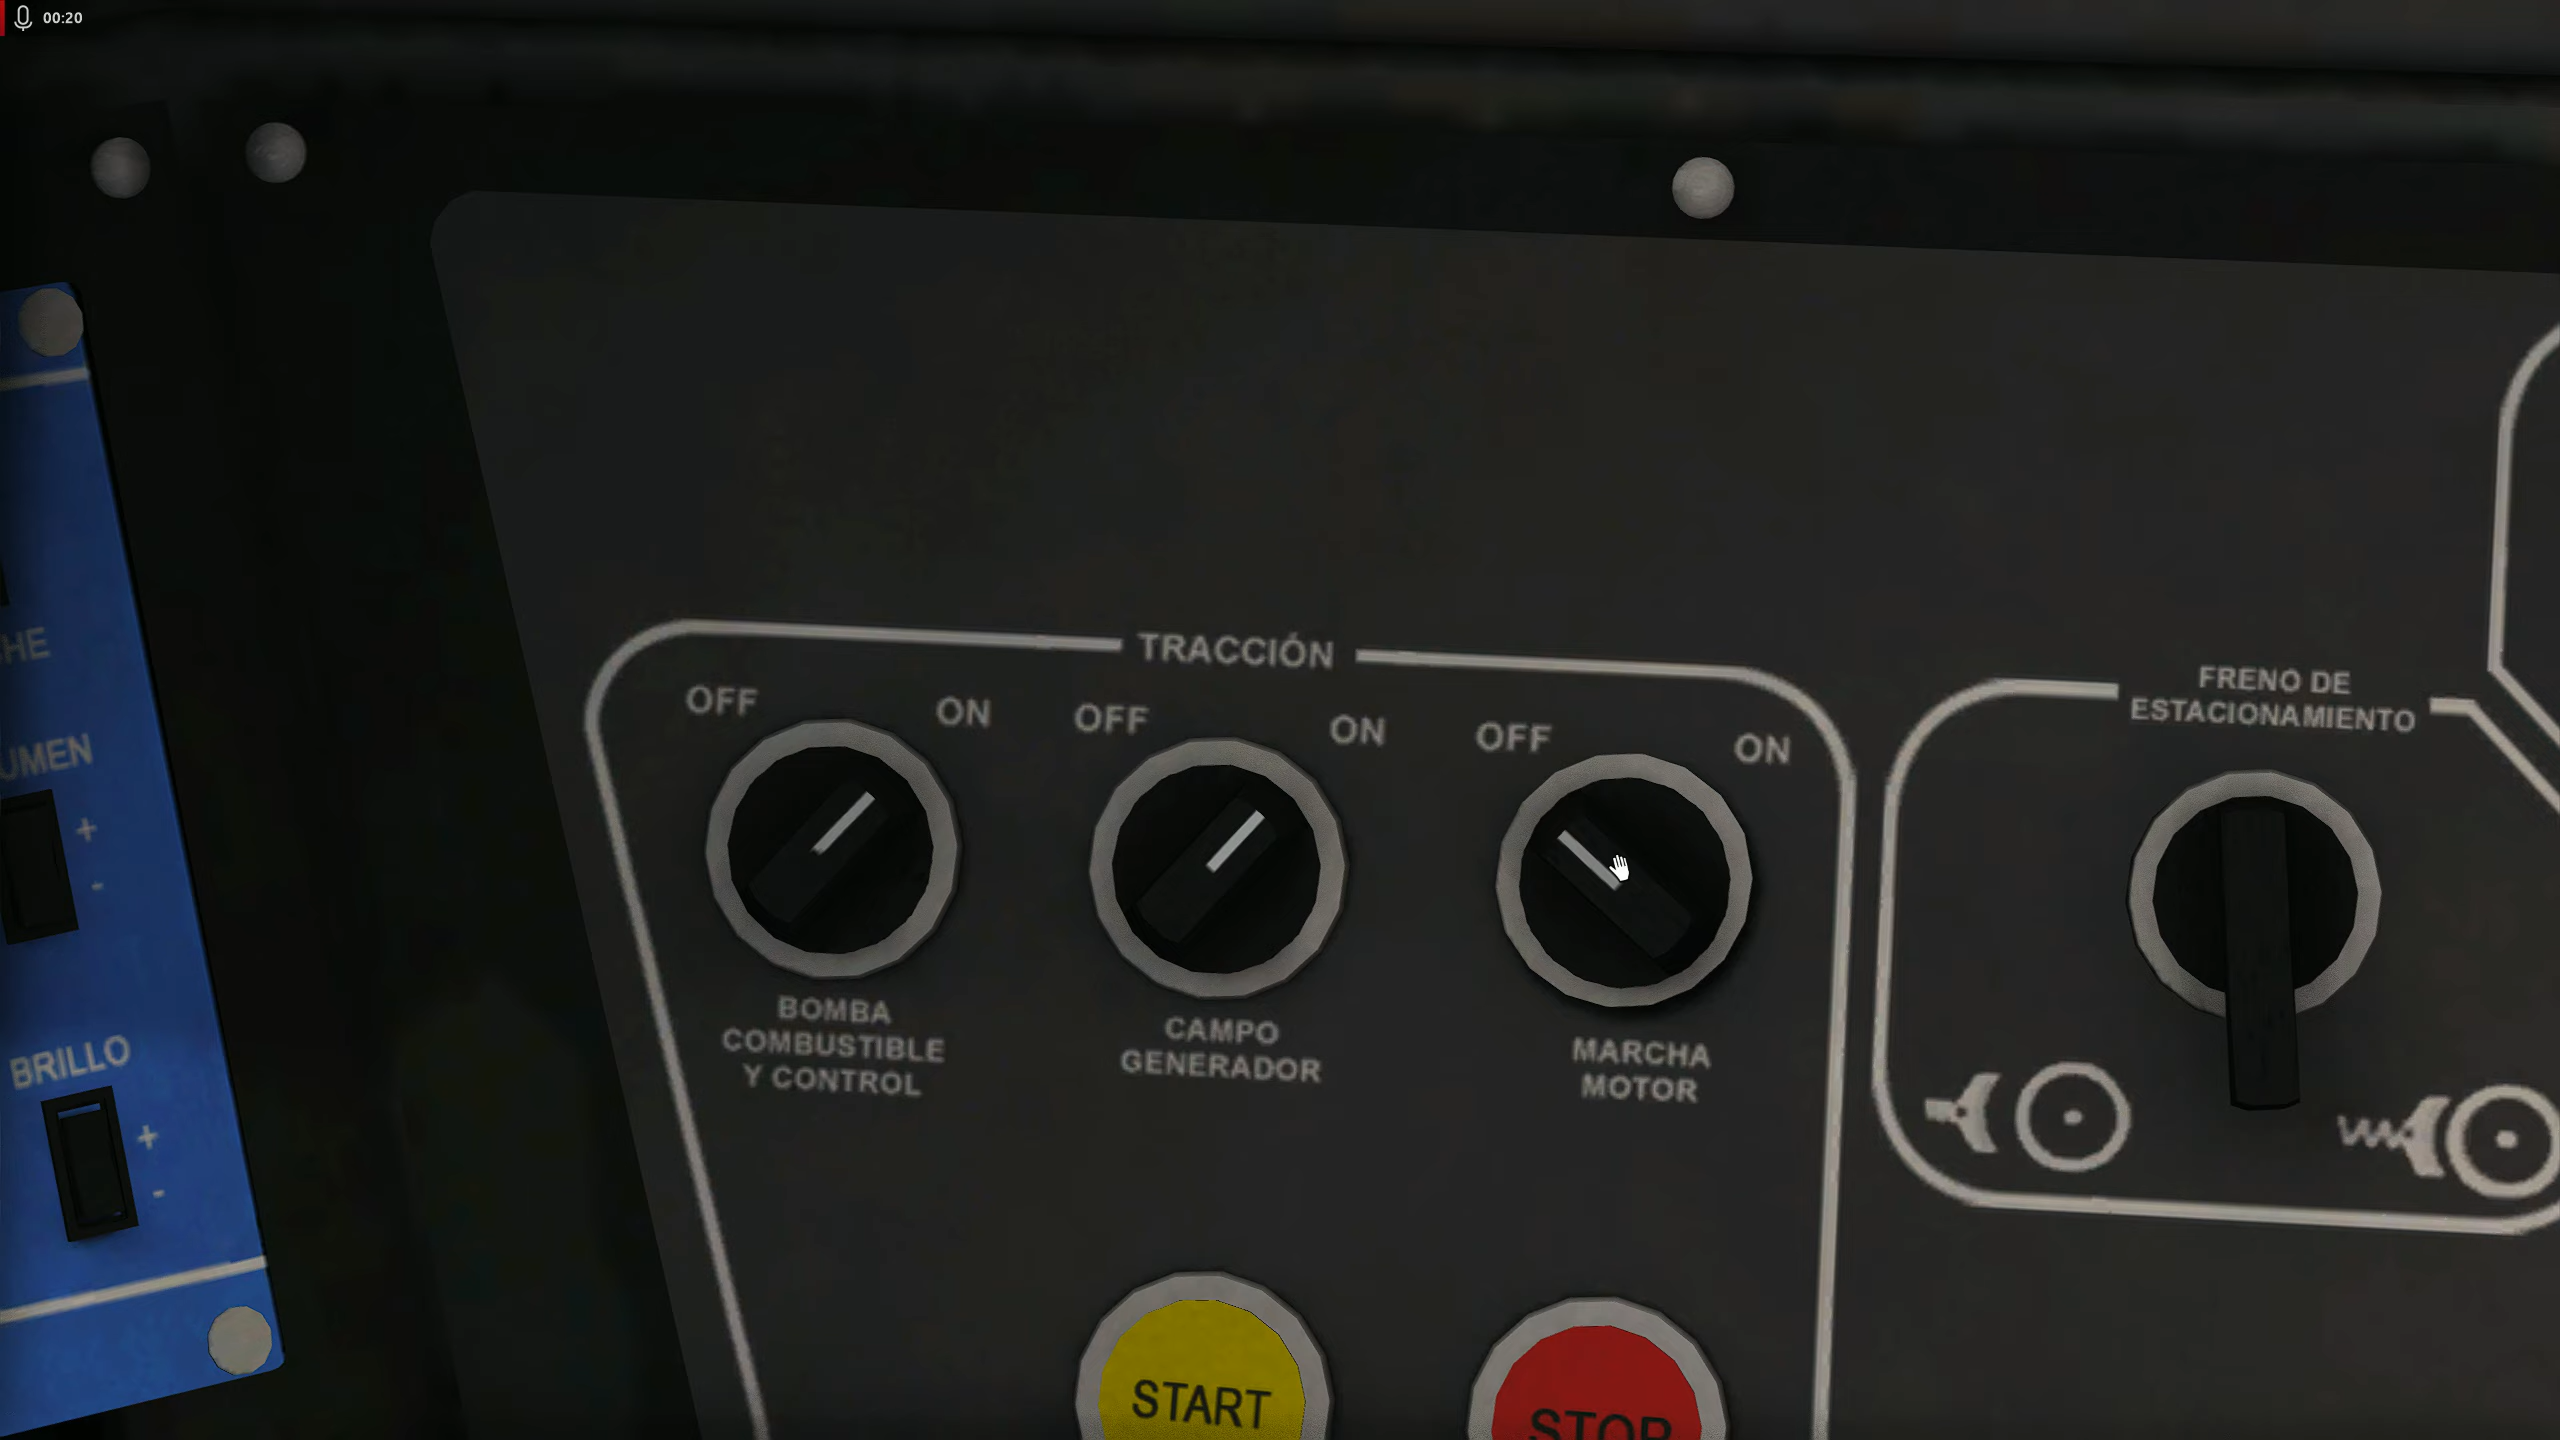 00:20
TRACCIÓN
OFF
ON
OFF
ON
OFF
ON
BOMBA
COMBUSTIBLE
Y CONTROL
CAMPO
GENERADOR
MARCHA
MOTOR
START
STOP
FRENO DE
ESTACIONAMIENTO
HE
UMEN
+
-
BRILLO
+
-